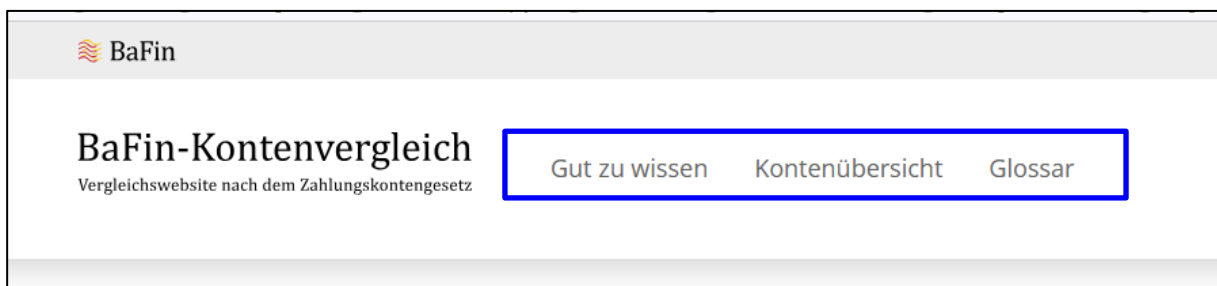 BaFin
BaFin-Kontenvergleich
Vergleichswebsite nach dem Zahlungskontengesetz
Gut zu wissen Kontenübersicht Glossar